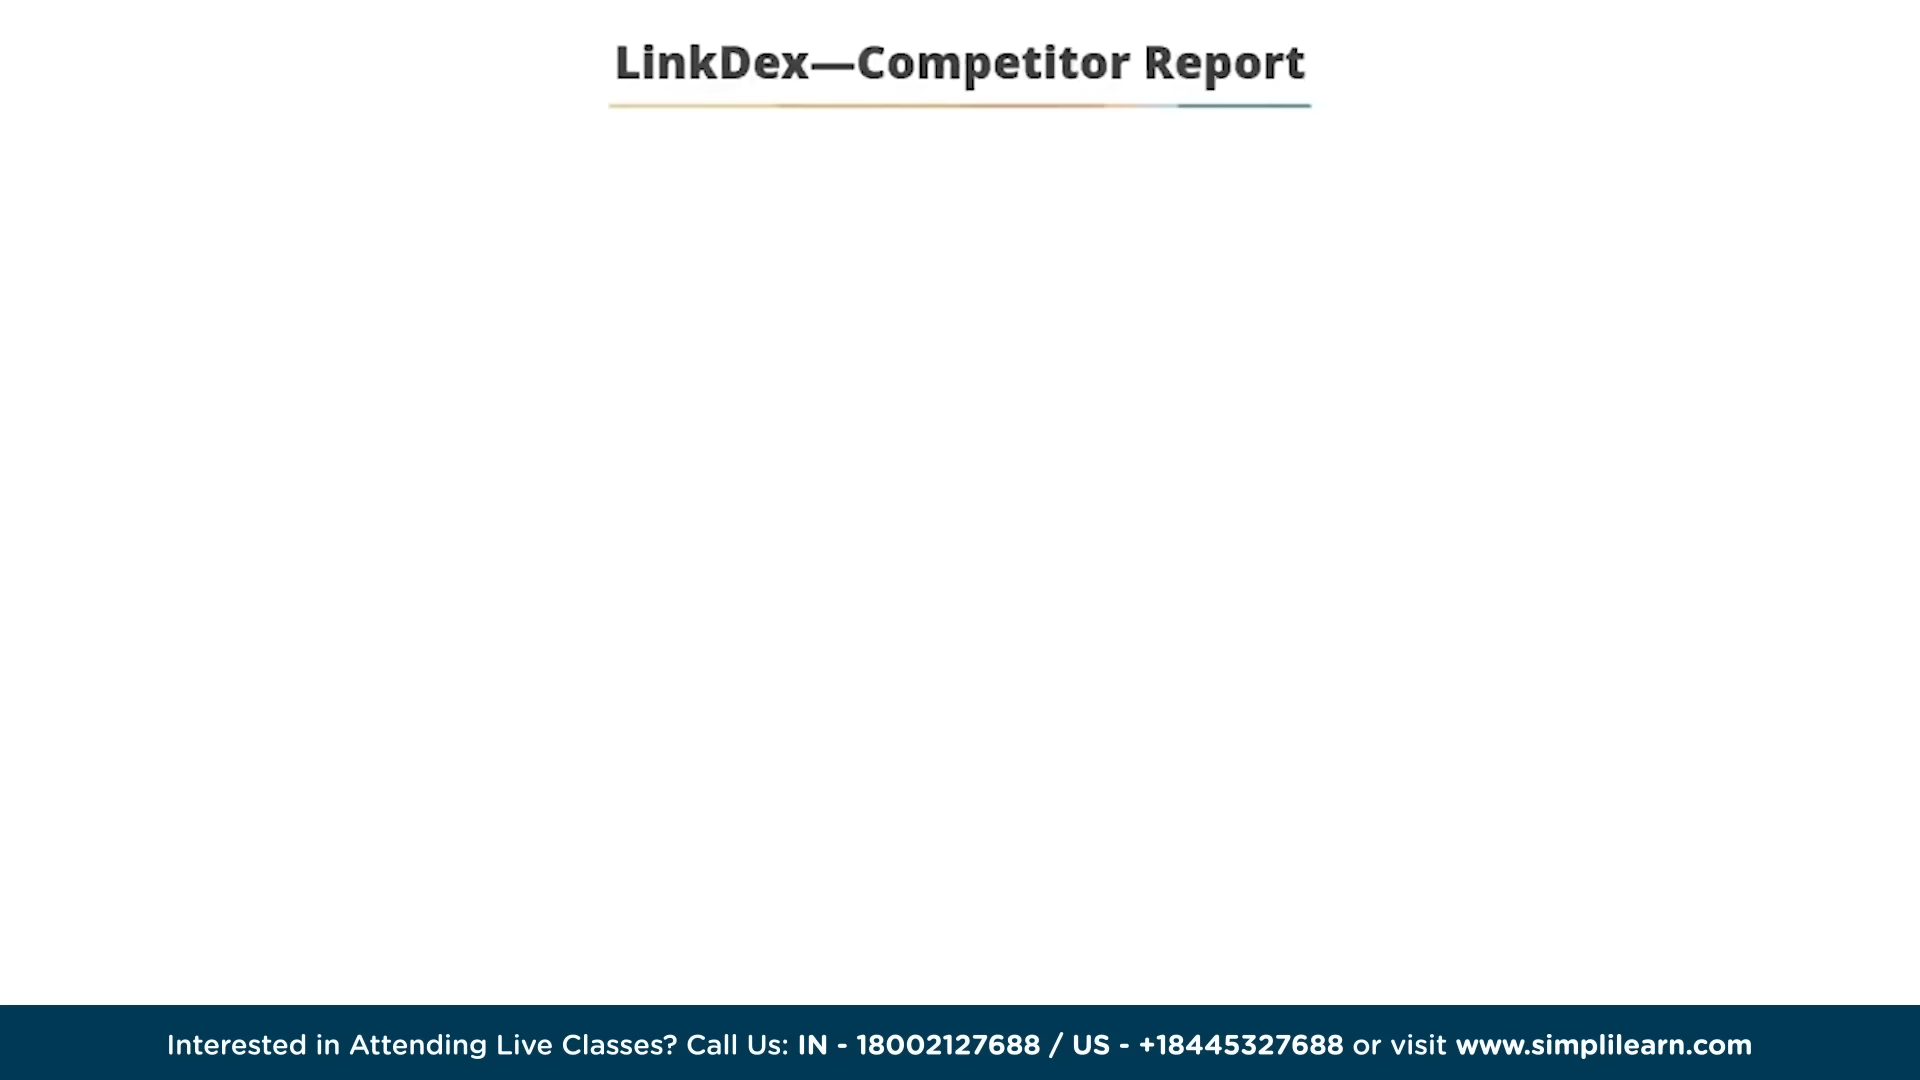 LinkDex—Competitor Report
Interested in Attending Live Classes? Call Us: IN - 18002127688 / US - +18445327688 or visit www.simplilearn.com